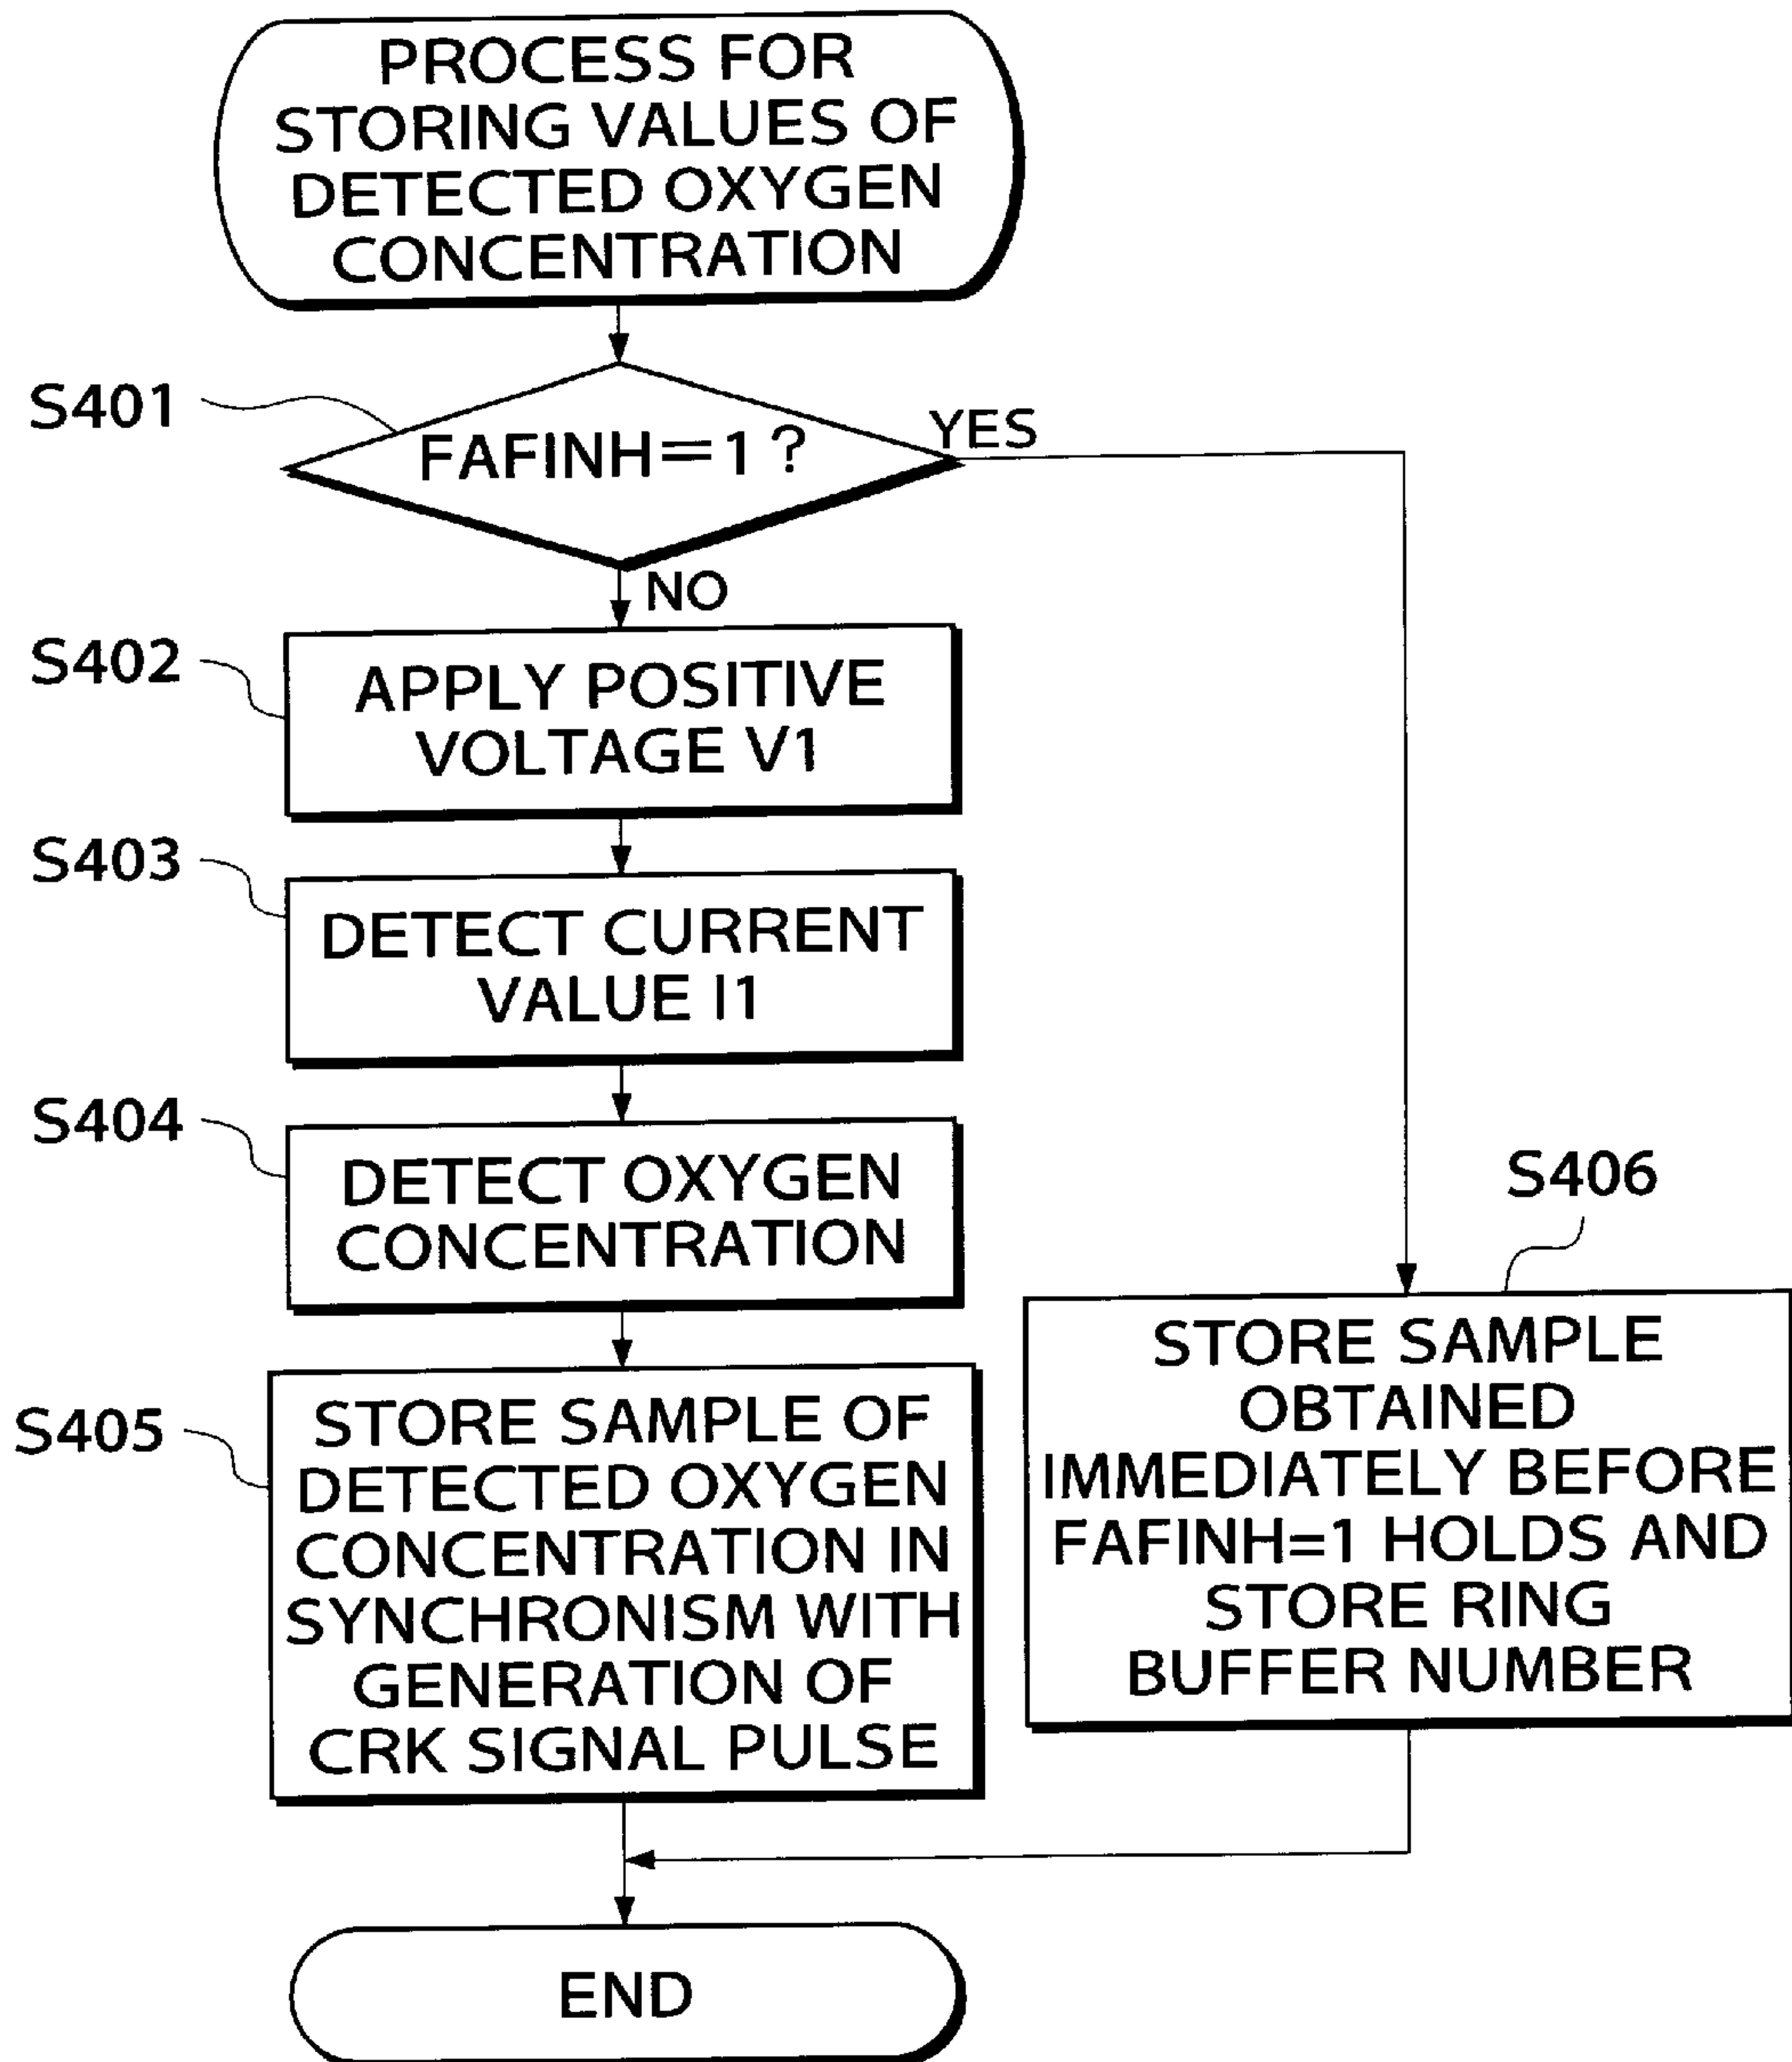 PROCESS FOR
STORING VALUES OF
DETECTED OXYGEN
CONCENTRATION
S401
FAFINH=1 ?
YES
NO
S402
APPLY POSITIVE
VOLTAGE V1
S403
DETECT CURRENT
VALUE I1
S404
DETECT OXYGEN
CONCENTRATION
S405
STORE SAMPLE OF
DETECTED OXYGEN
CONCENTRATION IN
SYNCHRONISM WITH
GENERATION OF
CRK SIGNAL PULSE
S406
STORE SAMPLE
OBTAINED
IMMEDIATELY BEFORE
FAFINH=1 HOLDS AND
STORE RING
BUFFER NUMBER
END